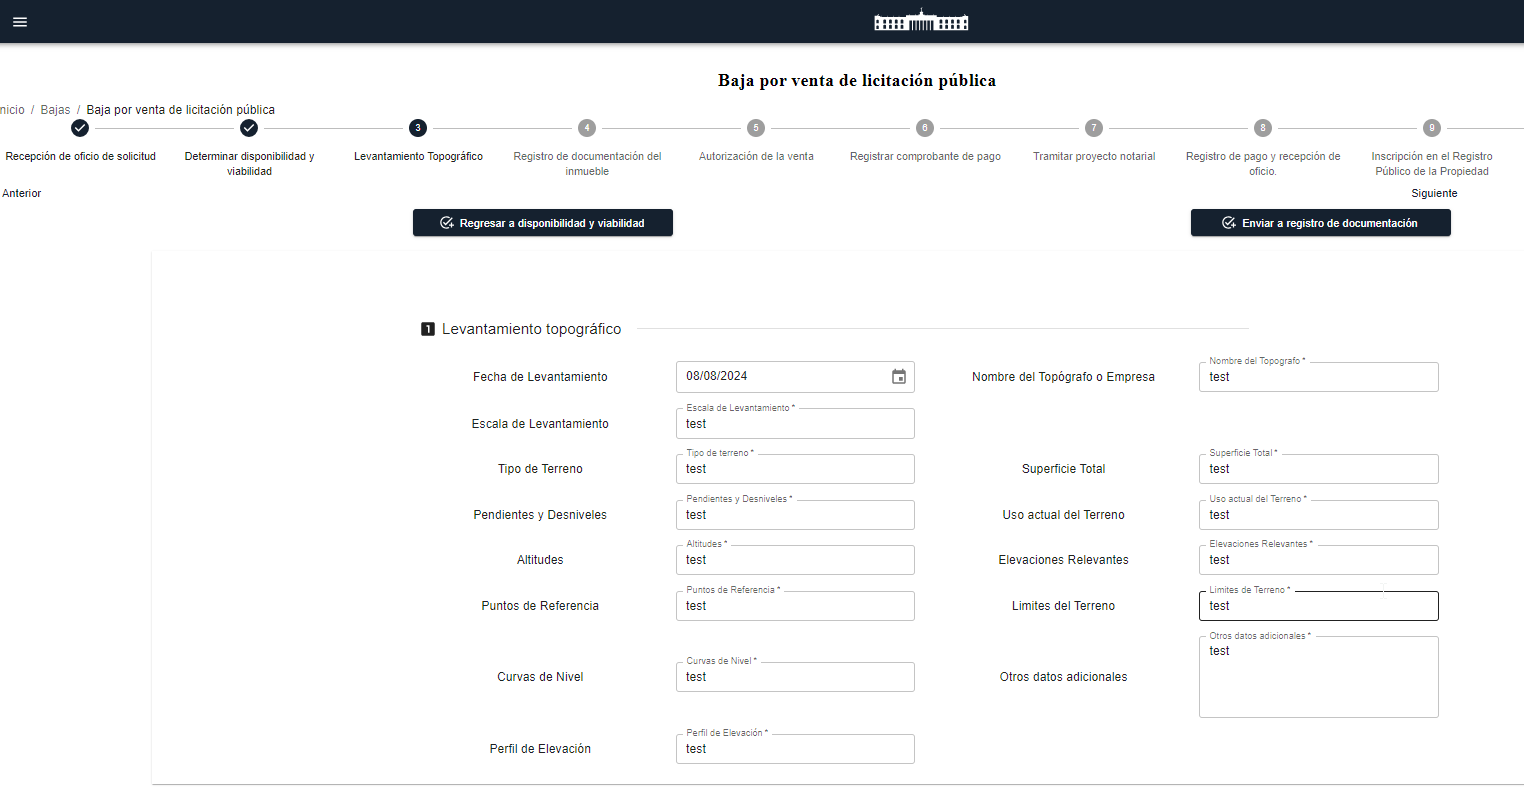 Baja por venta de licitación pública
nicio / Bajas / Baja por venta de licitación pública
3 4 5 6 7 8 9
Recepción de oficio de solicitud
Determinar disponibilidad y
viabilidad
Levantamiento Topográfico
Registro de documentación del
inmueble
Autorización de la venta
Registrar comprobante de pago
Tramitar proyecto notarial
Registro de pago y recepción de
oficio.
Inscripción en el Registro
Público de la Propiedad
Anterior
Siguiente
Regresar a disponibilidad y viabilidad
Enviar a registro de documentación
1 Levantamiento topográfico
Fecha de Levantamiento
08/08/2024
Nombre del Topógrafo o Empresa
Nombre del Topografo *
test
Escala de Levantamiento
Escala de Levantamiento *
test
Tipo de Terreno
Tipo de terreno *
test
Superficie Total
Superficie Total *
test
Pendientes y Desniveles
Pendientes y Desniveles *
test
Uso actual del Terreno
Uso actual del Terreno *
test
Altitudes
Altitudes *
test
Elevaciones Relevantes
Elevaciones Relevantes *
test
Puntos de Referencia
Puntos de Referencia *
test
Limites del Terreno
Limites de Terreno *
test
Curvas de Nivel
Curvas de Nivel *
test
Otros datos adicionales
Otros datos adicionales *
test
Perfil de Elevación
Perfil de Elevación *
test